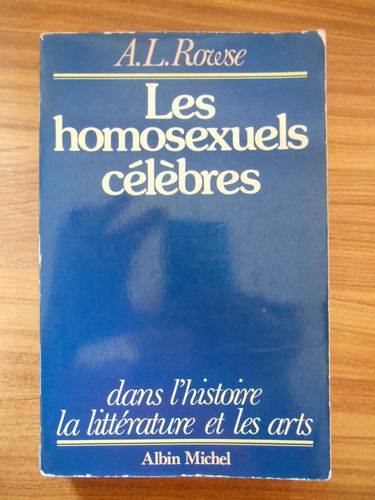 A.L.Rowse
Les
homosexuels
célèbres
dans l'histoire
la littérature et les arts
Albin Michel